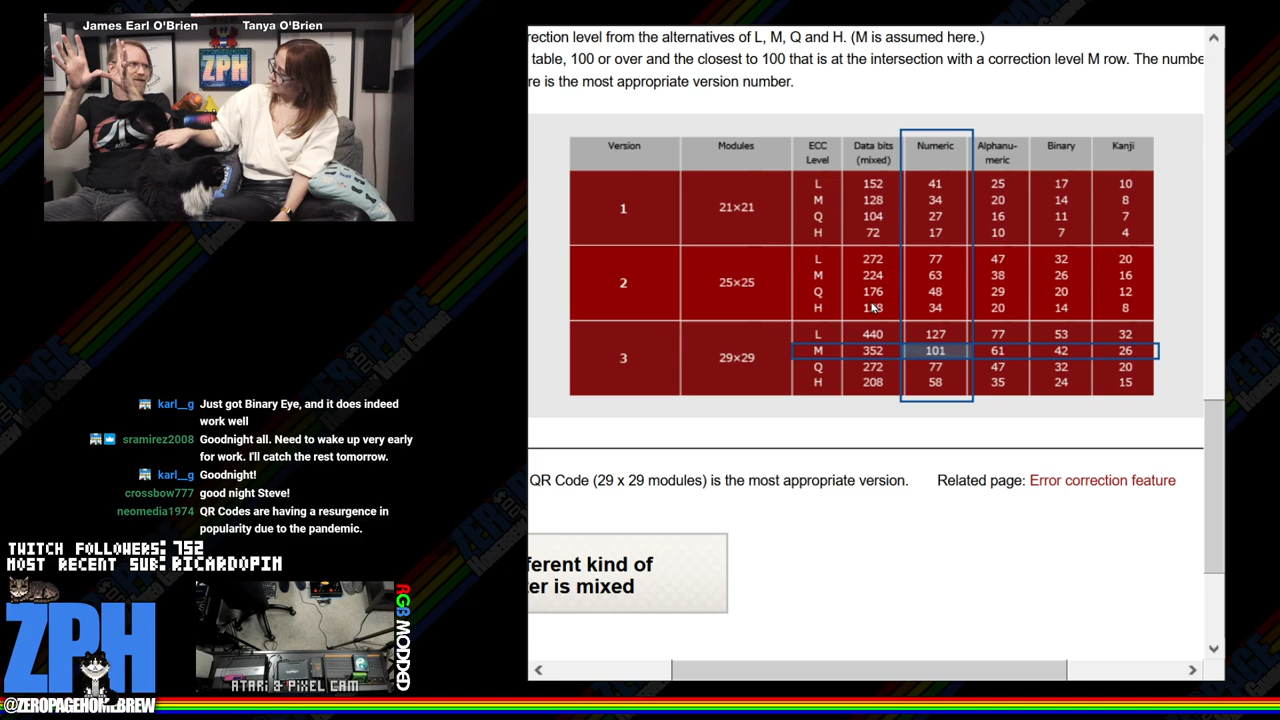 James Earl O'Brien
Tanya O'Brien
ZPH
rection level from the alternatives of L, M, Q and H. (M is assumed here.)
table, 100 or over and the closest to 100 that is at the intersection with a correction level M row. The numbe
re is the most appropriate version number.
Version Modules ECC Level Data bits (mixed) Numeric Alphanu-meric Binary Kanji
1 21×21
L 152 41 25 17 10
M 128 34 20 14 8
Q 104 27 16 11 7
H 72 17 10 7 4
2 25×25
L 272 77 47 32 20
M 224 63 38 26 16
Q 176 48 29 20 12
H 128 34 20 14 8
3 29×29
L 440 127 77 53 32
M 352 101 61 42 26
Q 272 77 47 32 20
H 208 58 35 24 15
QR Code (29 x 29 modules) is the most appropriate version.
Related page: Error correction feature
ferent kind of
er is mixed
karl__g Just got Binary Eye, and it does indeed
work well
sramirez2008 Goodnight all. Need to wake up very early
for work. I'll catch the rest tomorrow.
karl__g Goodnight!
crossbow777 good night Steve!
neomedia1974 QR Codes are having a resurgence in
popularity due to the pandemic.
TWITCH FOLLOWERS: 752
MOST RECENT SUB: RICARDOPIM
ZPH
RGB MODDED
ATARI & PIXEL CAM
@ZEROPAGEHOMEBREW